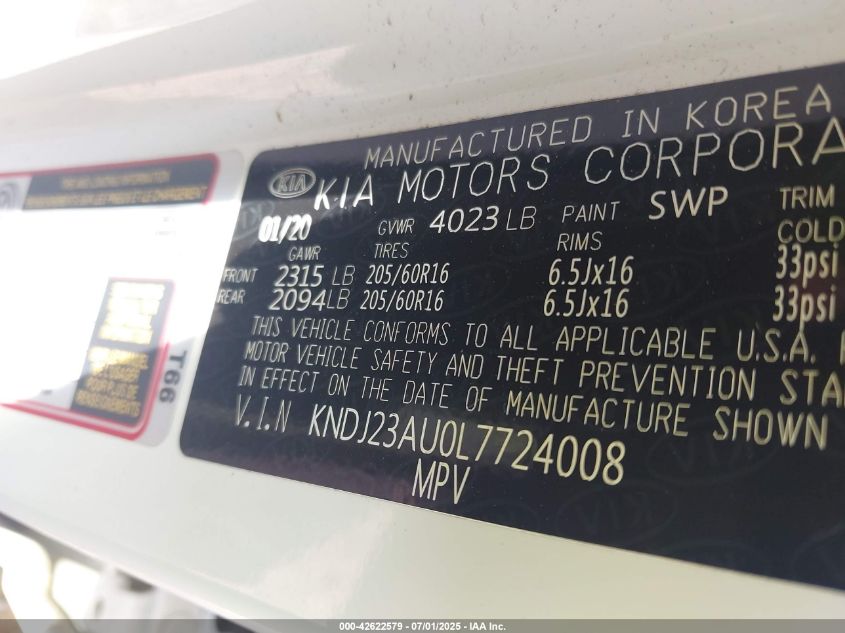 MANUFACTURED IN KOREA
KIA KIA MOTORS CORPORA
01/20 GVWR 4023 LB PAINT SWP TRIM
GAWR TIRES RIMS COLD
FRONT 2315 LB 205/60R16 6.5Jx16 33psi
REAR 2094LB 205/60R16 6.5Jx16 33psi
THIS VEHICLE CONFORMS TO ALL APPLICABLE U.S.A.
MOTOR VEHICLE SAFETY AND THEFT PREVENTION STA
IN EFFECT ON THE DATE OF MANUFACTURE SHOWN
V.I.N KNDJ23AU0L7724008
MPV
T66
000-42622579 - 07/01/2025 - IAA Inc.